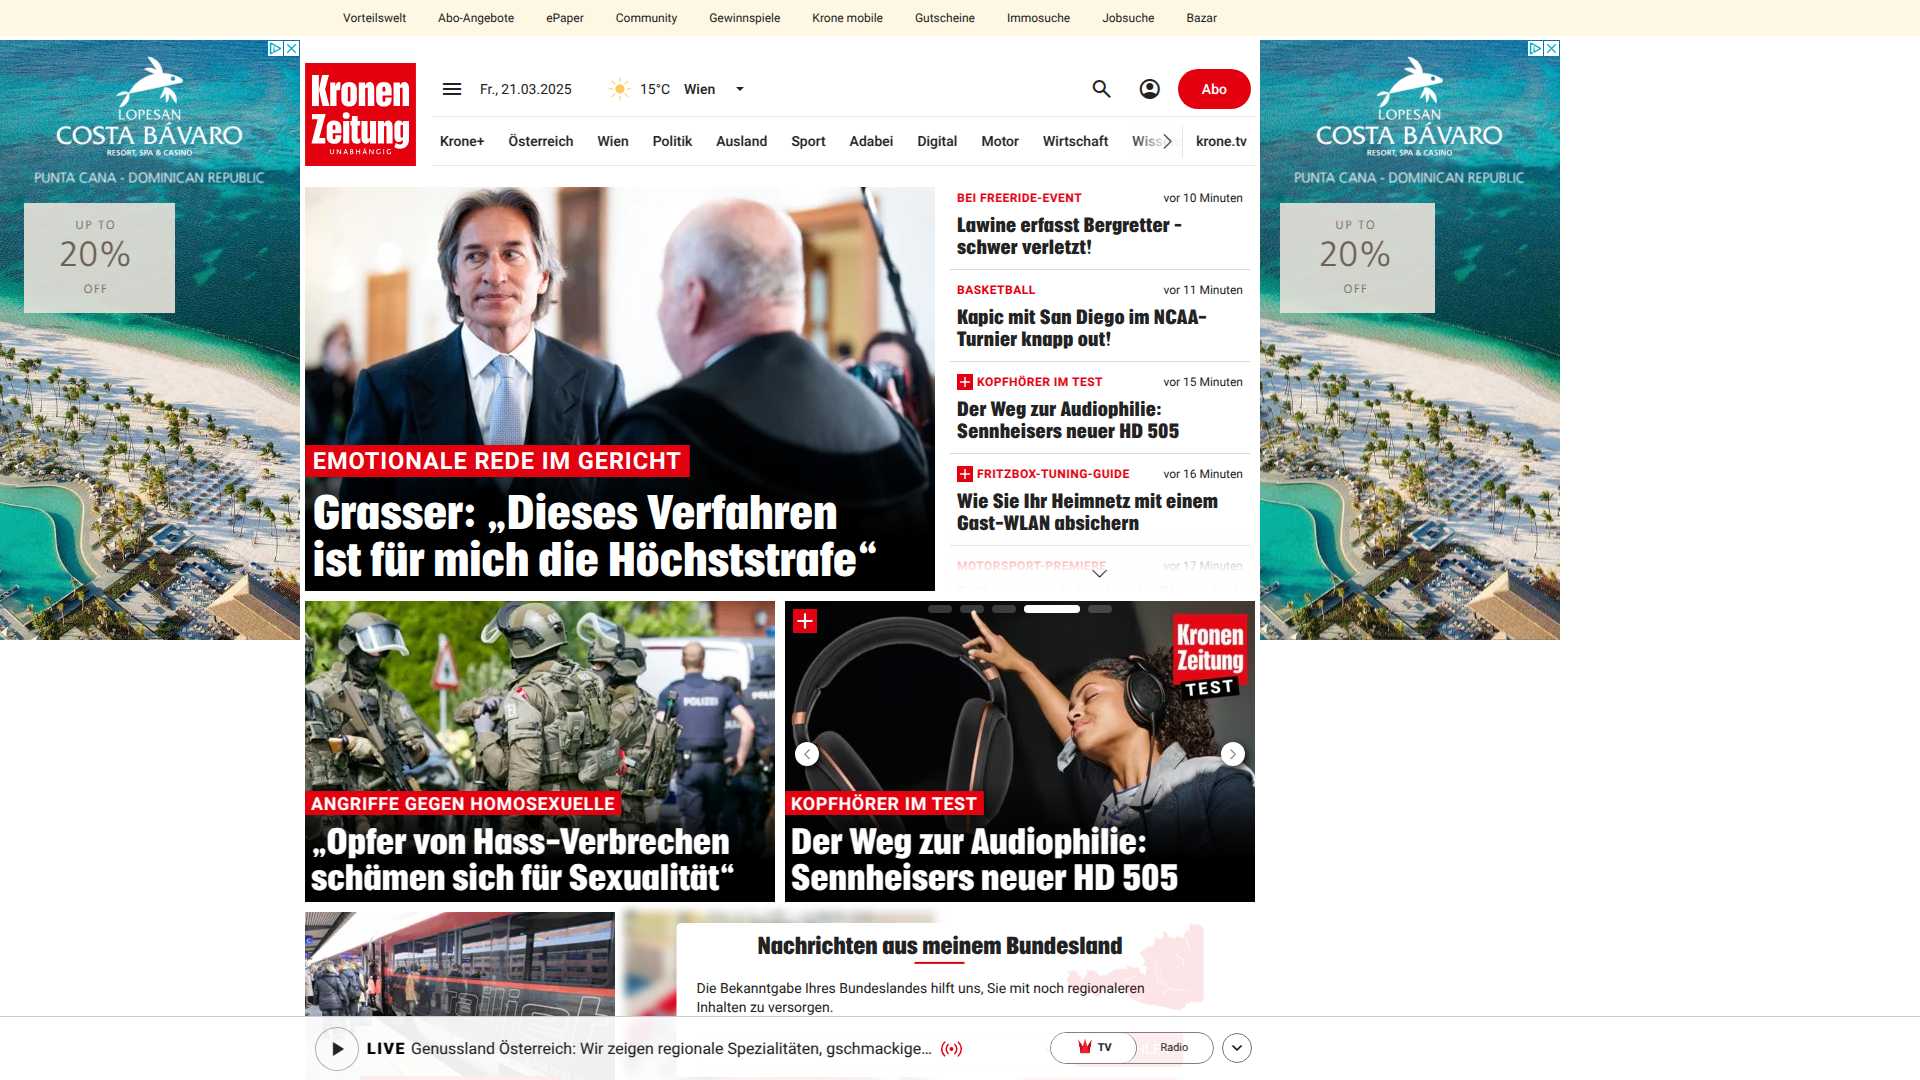 Vorteilswelt Abo-Angebote ePaper Community Gewinnspiele Krone mobile Gutscheine Immosuche Jobsuche Bazar
LOPESAN
COSTA BÁVARO
RESORT, SPA & CASINO
PUNTA CANA - DOMINICAN REPUBLIC
UP TO
20%
OFF
Kronen
Zeitung
UNABHÄNGIG
Fr., 21.03.2025 15°C Wien
Abo
Krone+ Österreich Wien Politik Ausland Sport Adabei Digital Motor Wirtschaft Wiss krone.tv
EMOTIONALE REDE IM GERICHT
Grasser: „Dieses Verfahren
ist für mich die Höchststrafe“
BEI FREERIDE-EVENT vor 10 Minuten
Lawine erfasst Bergretter -
schwer verletzt!
BASKETBALL vor 11 Minuten
Kapic mit San Diego im NCAA-
Turnier knapp out!
KOPFHÖRER IM TEST vor 15 Minuten
Der Weg zur Audiophilie:
Sennheisers neuer HD 505
FRITZBOX-TUNING-GUIDE vor 16 Minuten
Wie Sie Ihr Heimnetz mit einem
Gast-WLAN absichern
MOTORSPORT-PREMIERE vor 17 Minuten
LOPESAN
COSTA BÁVARO
RESORT, SPA & CASINO
PUNTA CANA - DOMINICAN REPUBLIC
UP TO
20%
OFF
POLIZEI
ANGRIFFE GEGEN HOMOSEXUELLE
„Opfer von Hass-Verbrechen
schämen sich für Sexualität“
Kronen
Zeitung
TEST
KOPFHÖRER IM TEST
Der Weg zur Audiophilie:
Sennheisers neuer HD 505
Nachrichten aus meinem Bundesland
Die Bekanntgabe Ihres Bundeslandes hilft uns, Sie mit noch regionaleren
Inhalten zu versorgen.
LIVE Genussland Österreich: Wir zeigen regionale Spezialitäten, gschmackige...
TV Radio